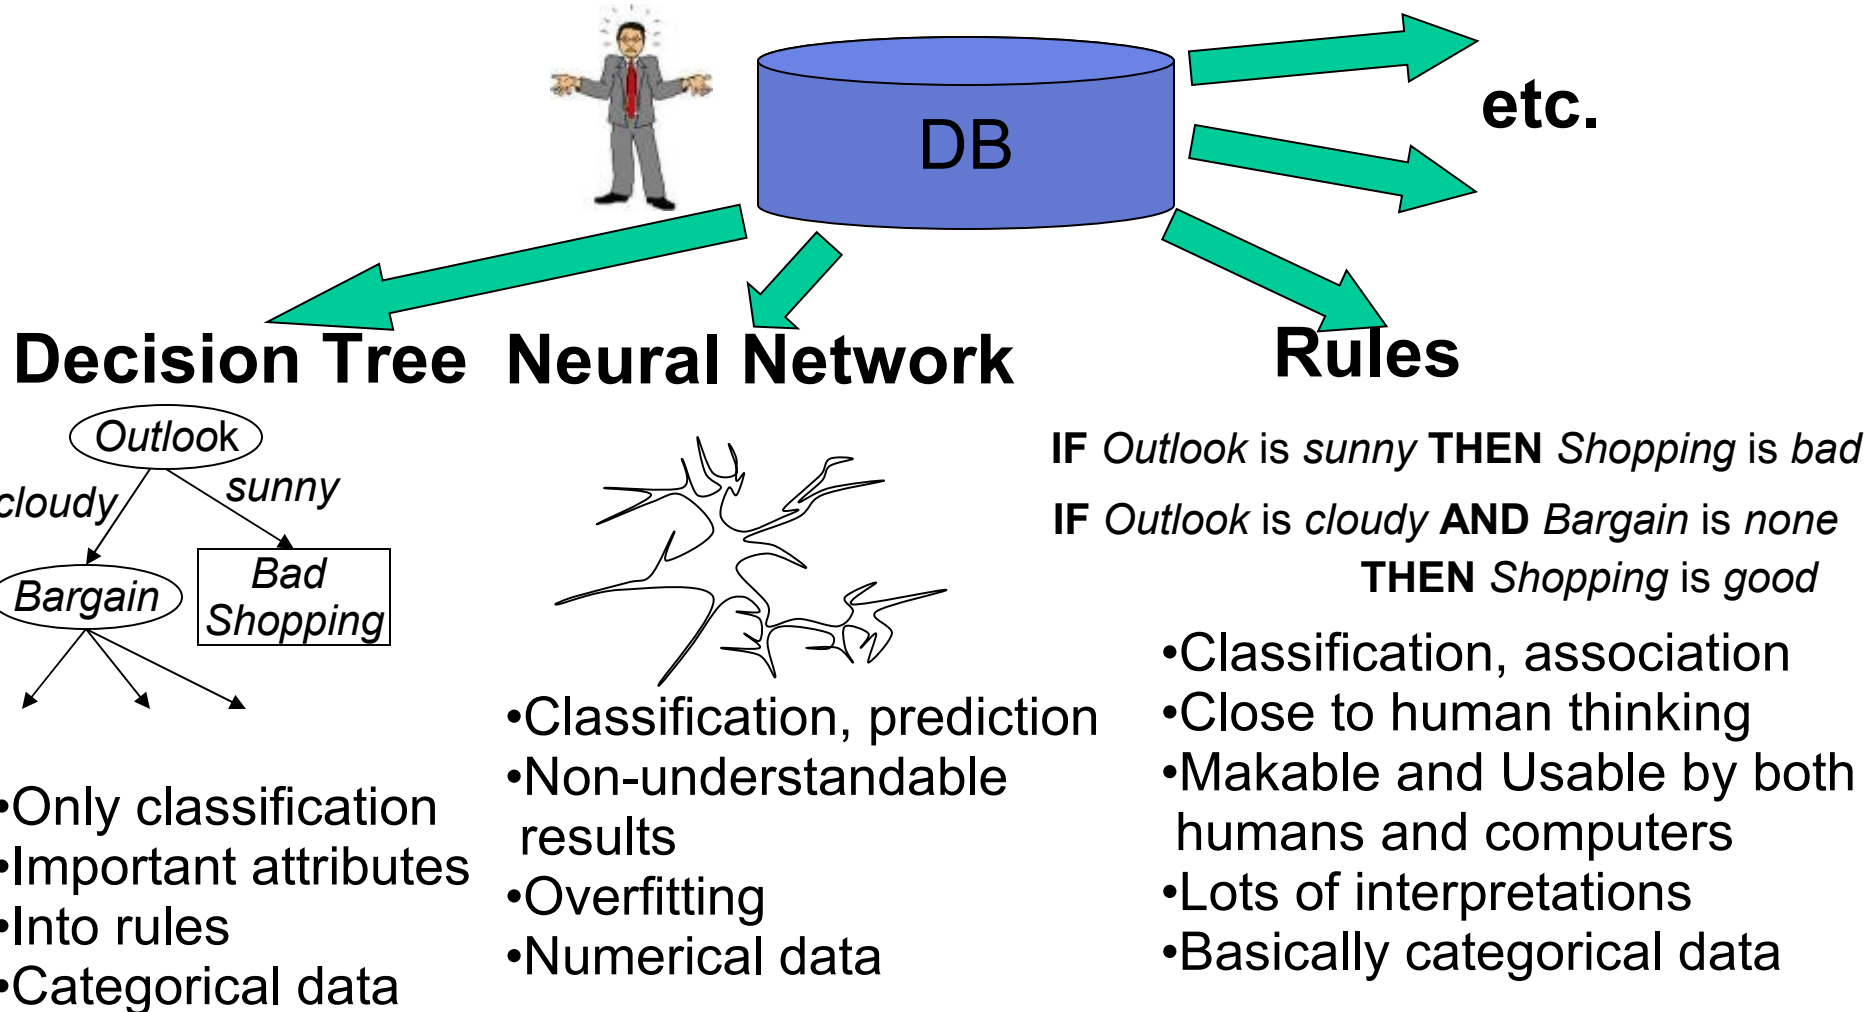 DB
etc.
Decision Tree
Outlook
cloudy
sunny
Bargain
Bad
Shopping
•Only classification
•Important attributes
•Into rules
•Categorical data
Neural Network
•Classification, prediction
•Non-understandable
results
•Overfitting
•Numerical data
Rules
IF Outlook is sunny THEN Shopping is bad
IF Outlook is cloudy AND Bargain is none
THEN Shopping is good
•Classification, association
•Close to human thinking
•Makable and Usable by both
humans and computers
•Lots of interpretations
•Basically categorical data